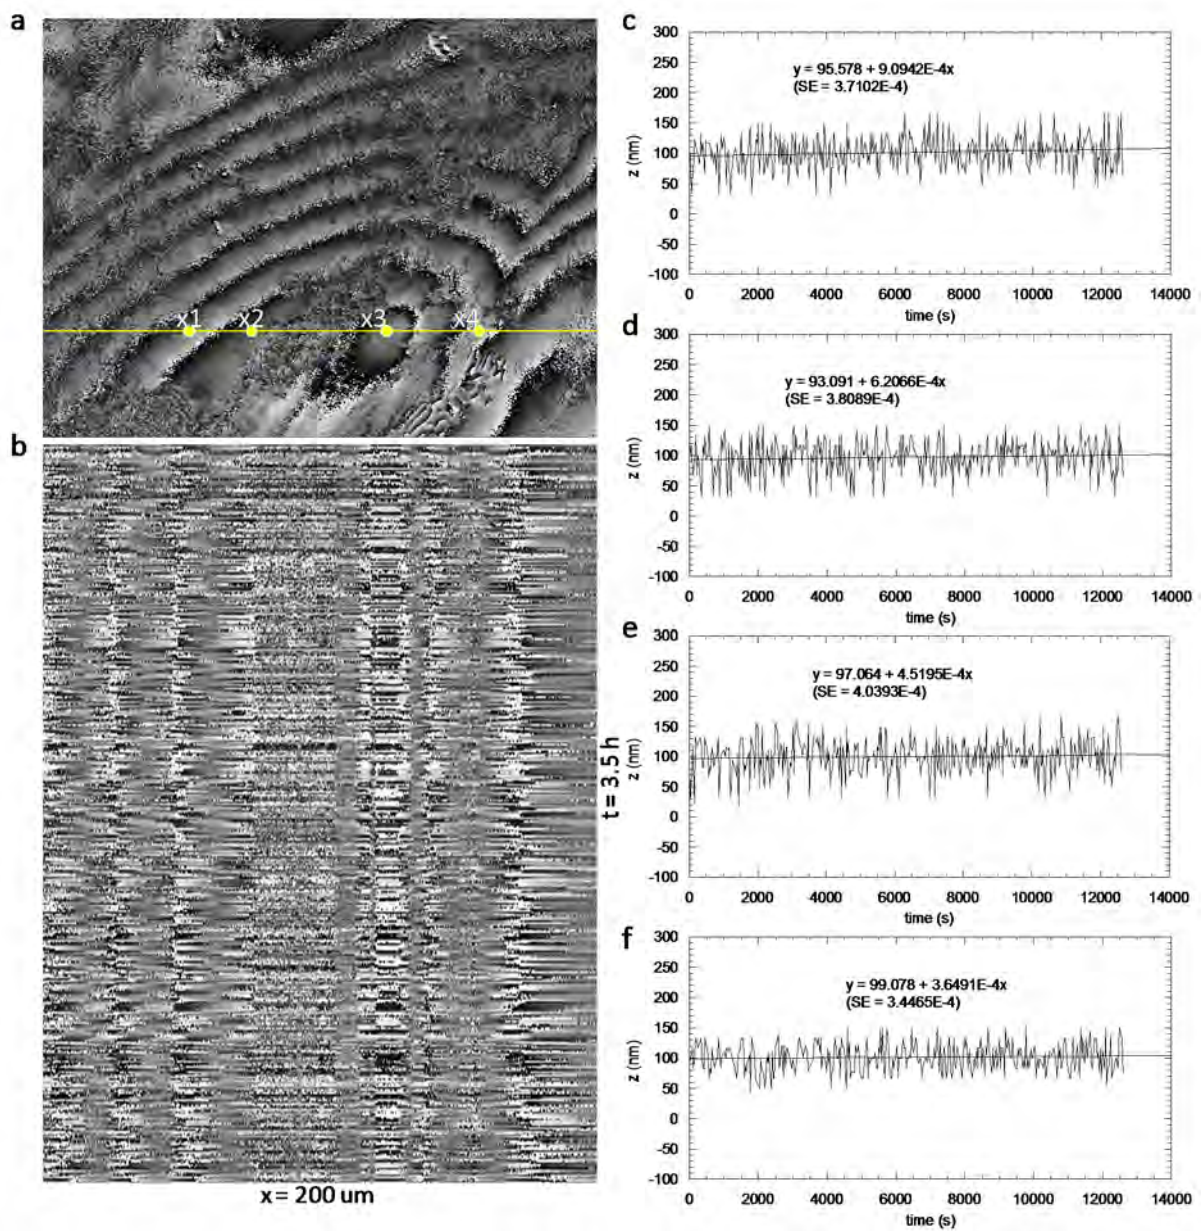 a
x1 x2 x3 x4
b
x = 200 um
t = 3.5 h
c
300
250
200
150
100
50
0
-50
-100
z (nm)
y = 95.578 + 9.0942E-4x
(SE = 3.7102E-4)
0 2000 4000 6000 8000 10000 12000 14000
time (s)
d
300
250
200
150
100
50
0
-50
-100
z (nm)
y = 93.091 + 6.2066E-4x
(SE = 3.8089E-4)
0 2000 4000 6000 8000 10000 12000 14000
time (s)
e
300
250
200
150
100
50
0
-50
-100
z (nm)
y = 97.064 + 4.5195E-4x
(SE = 4.0393E-4)
0 2000 4000 6000 8000 10000 12000 14000
time (s)
f
300
250
200
150
100
50
0
-50
-100
z (nm)
y = 99.078 + 3.6491E-4x
(SE = 3.4465E-4)
0 2000 4000 6000 8000 10000 12000 14000
time (s)